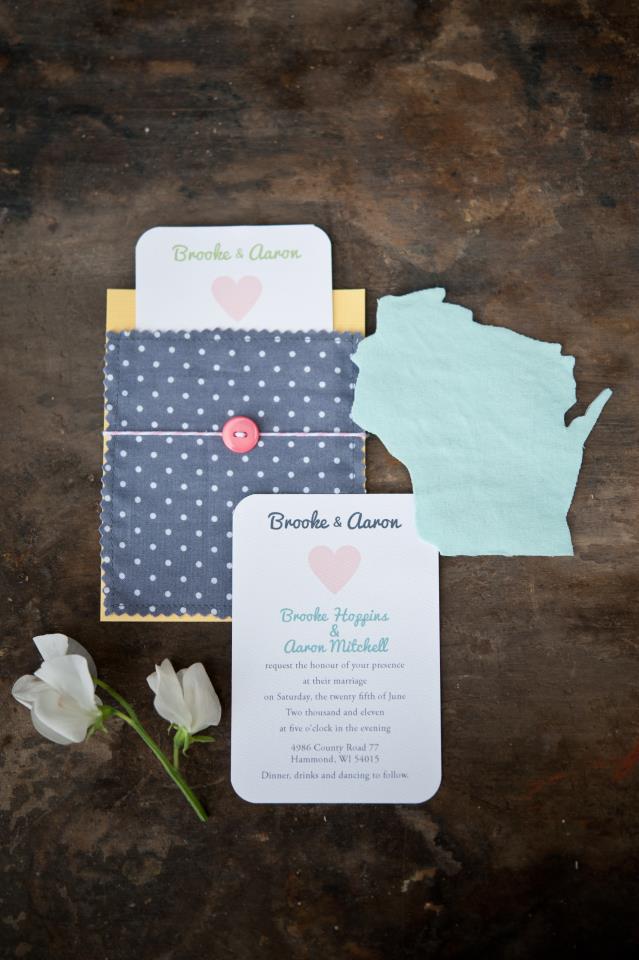 Brooke & Aaron
Brooke & Aaron
Brooke Hoppins
&
Aaron Mitchell
request the honour of your presence
at their marriage
on Saturday, the twenty fifth of June
Two thousand and eleven
at five o'clock in the evening
4986 County Road 77
Hammond, WI 54015
Dinner, drinks and dancing to follow.